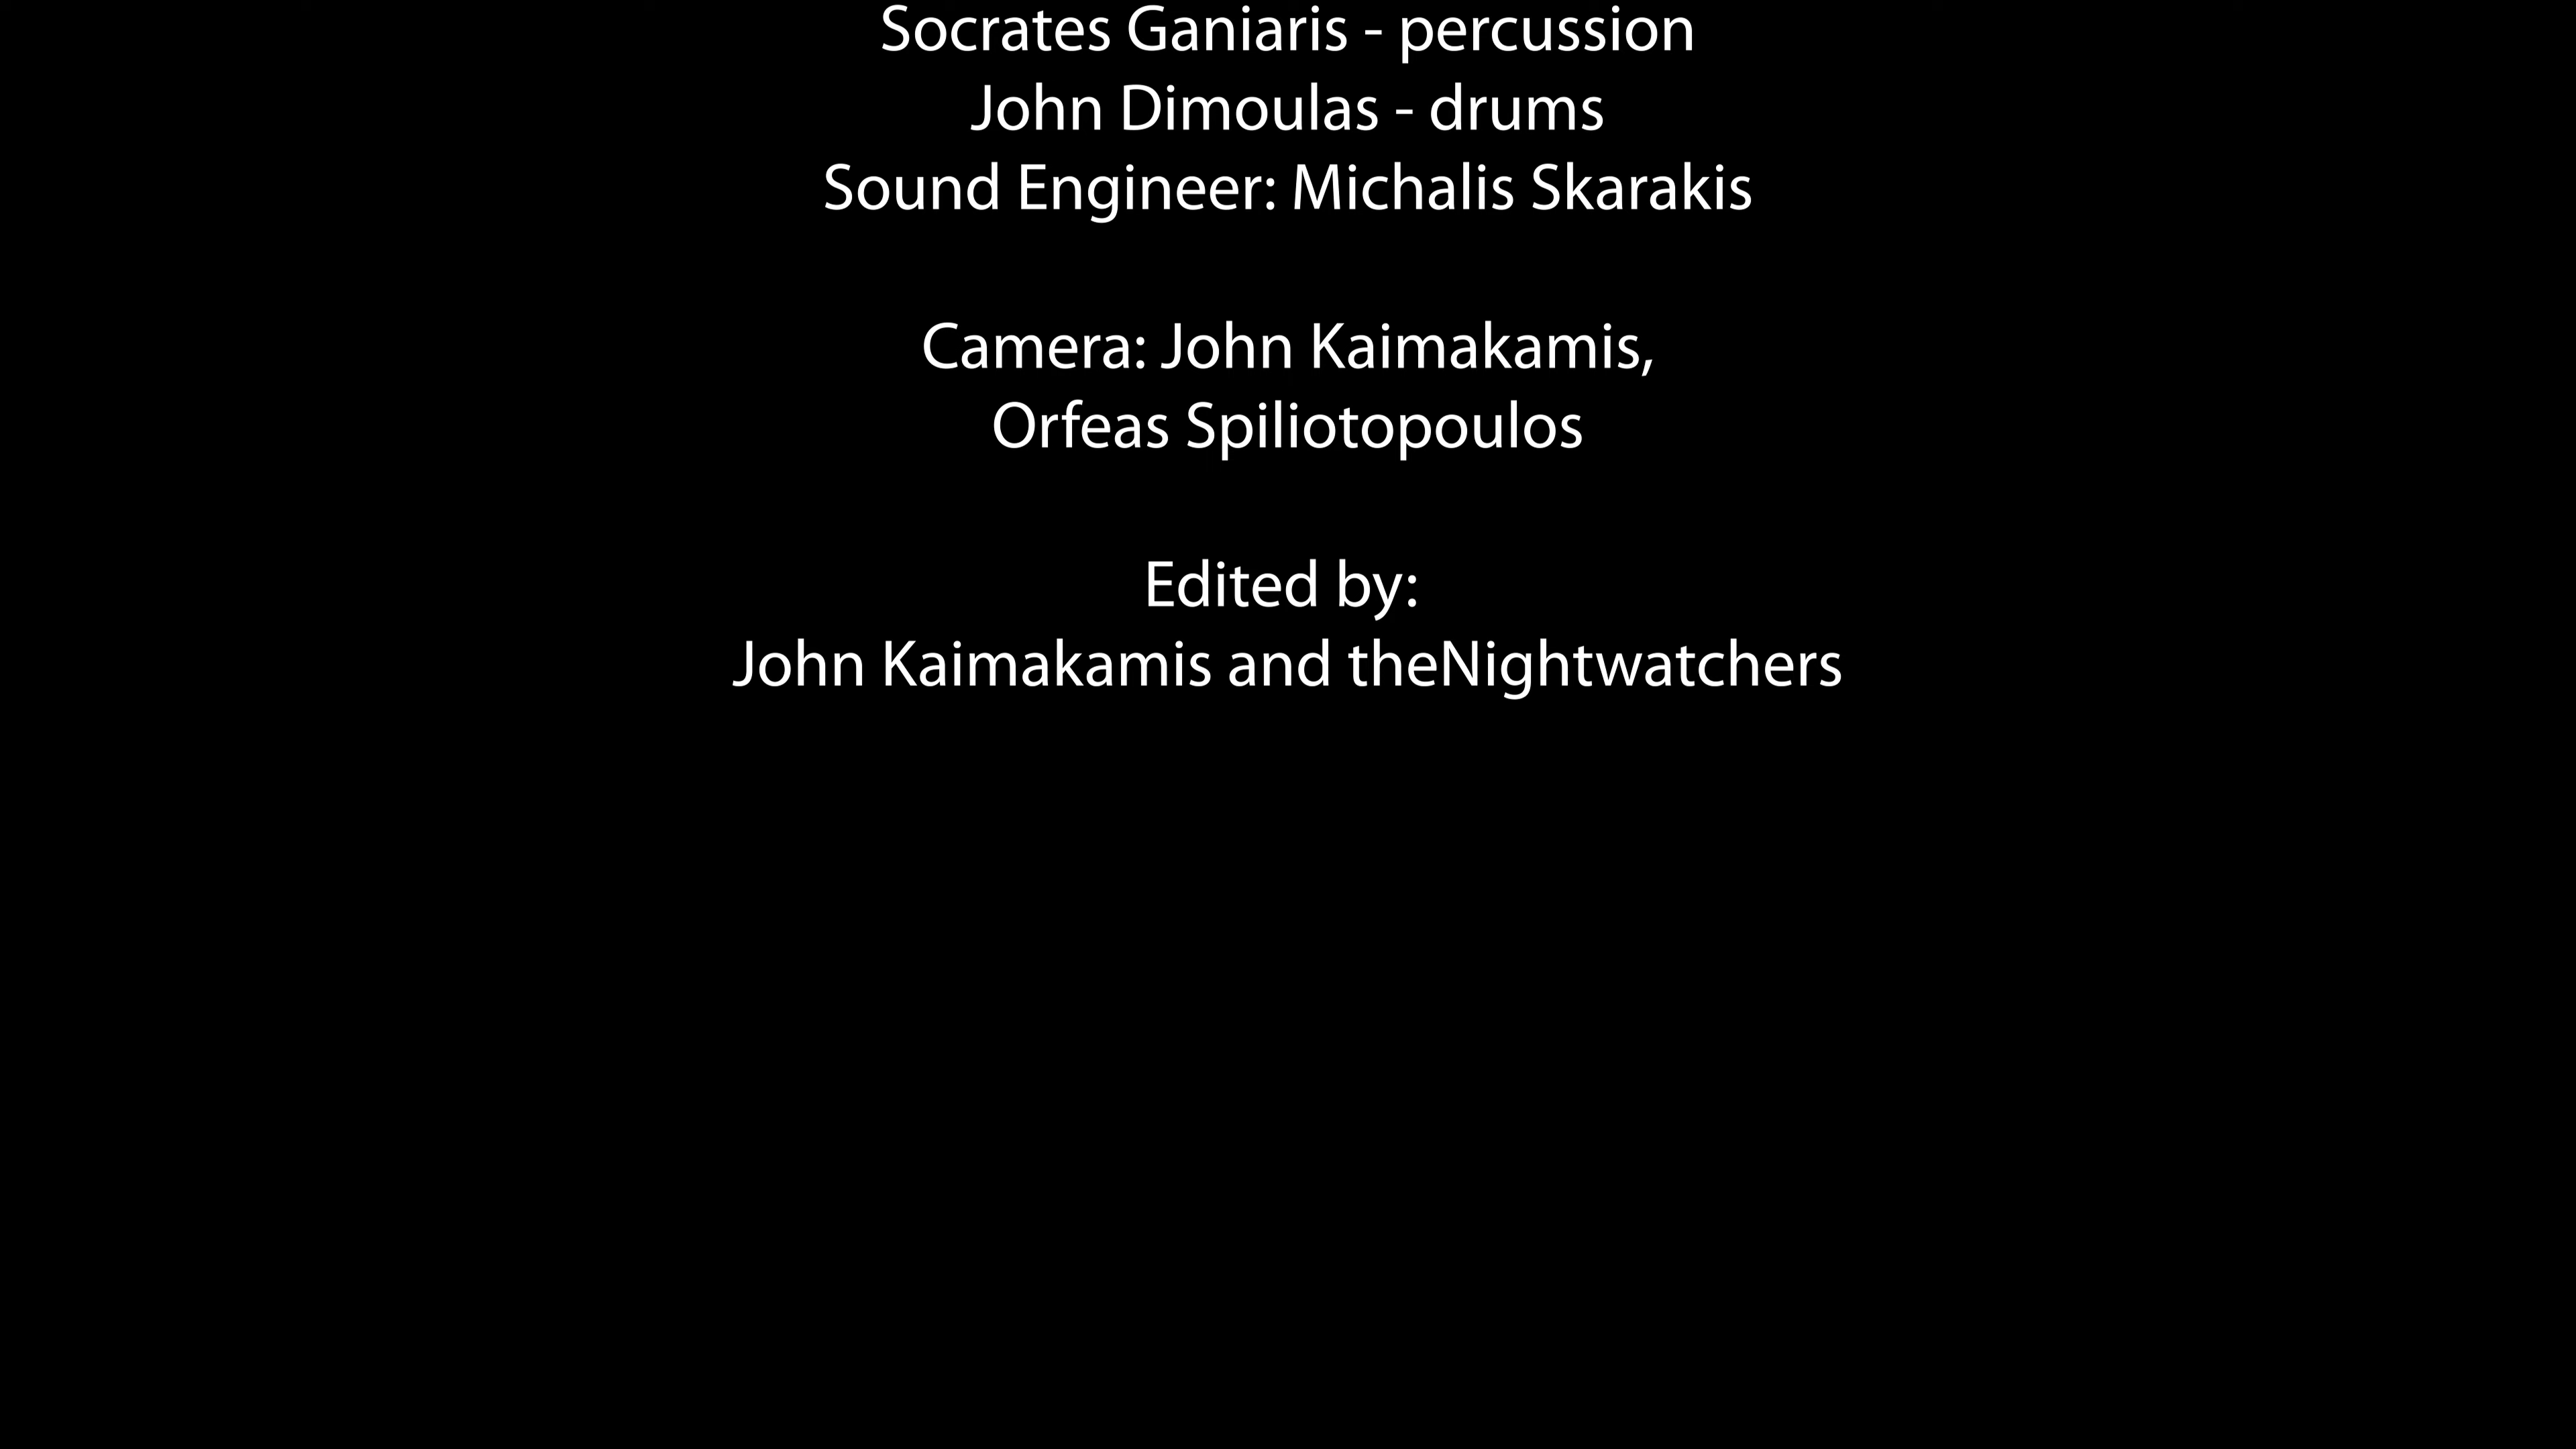 Socrates Ganiaris - percussion
John Dimoulas - drums
Sound Engineer: Michalis Skarakis
Camera: John Kaimakamis,
Orfeas Spiliotopoulos
Edited by:
John Kaimakamis and theNightwatchers